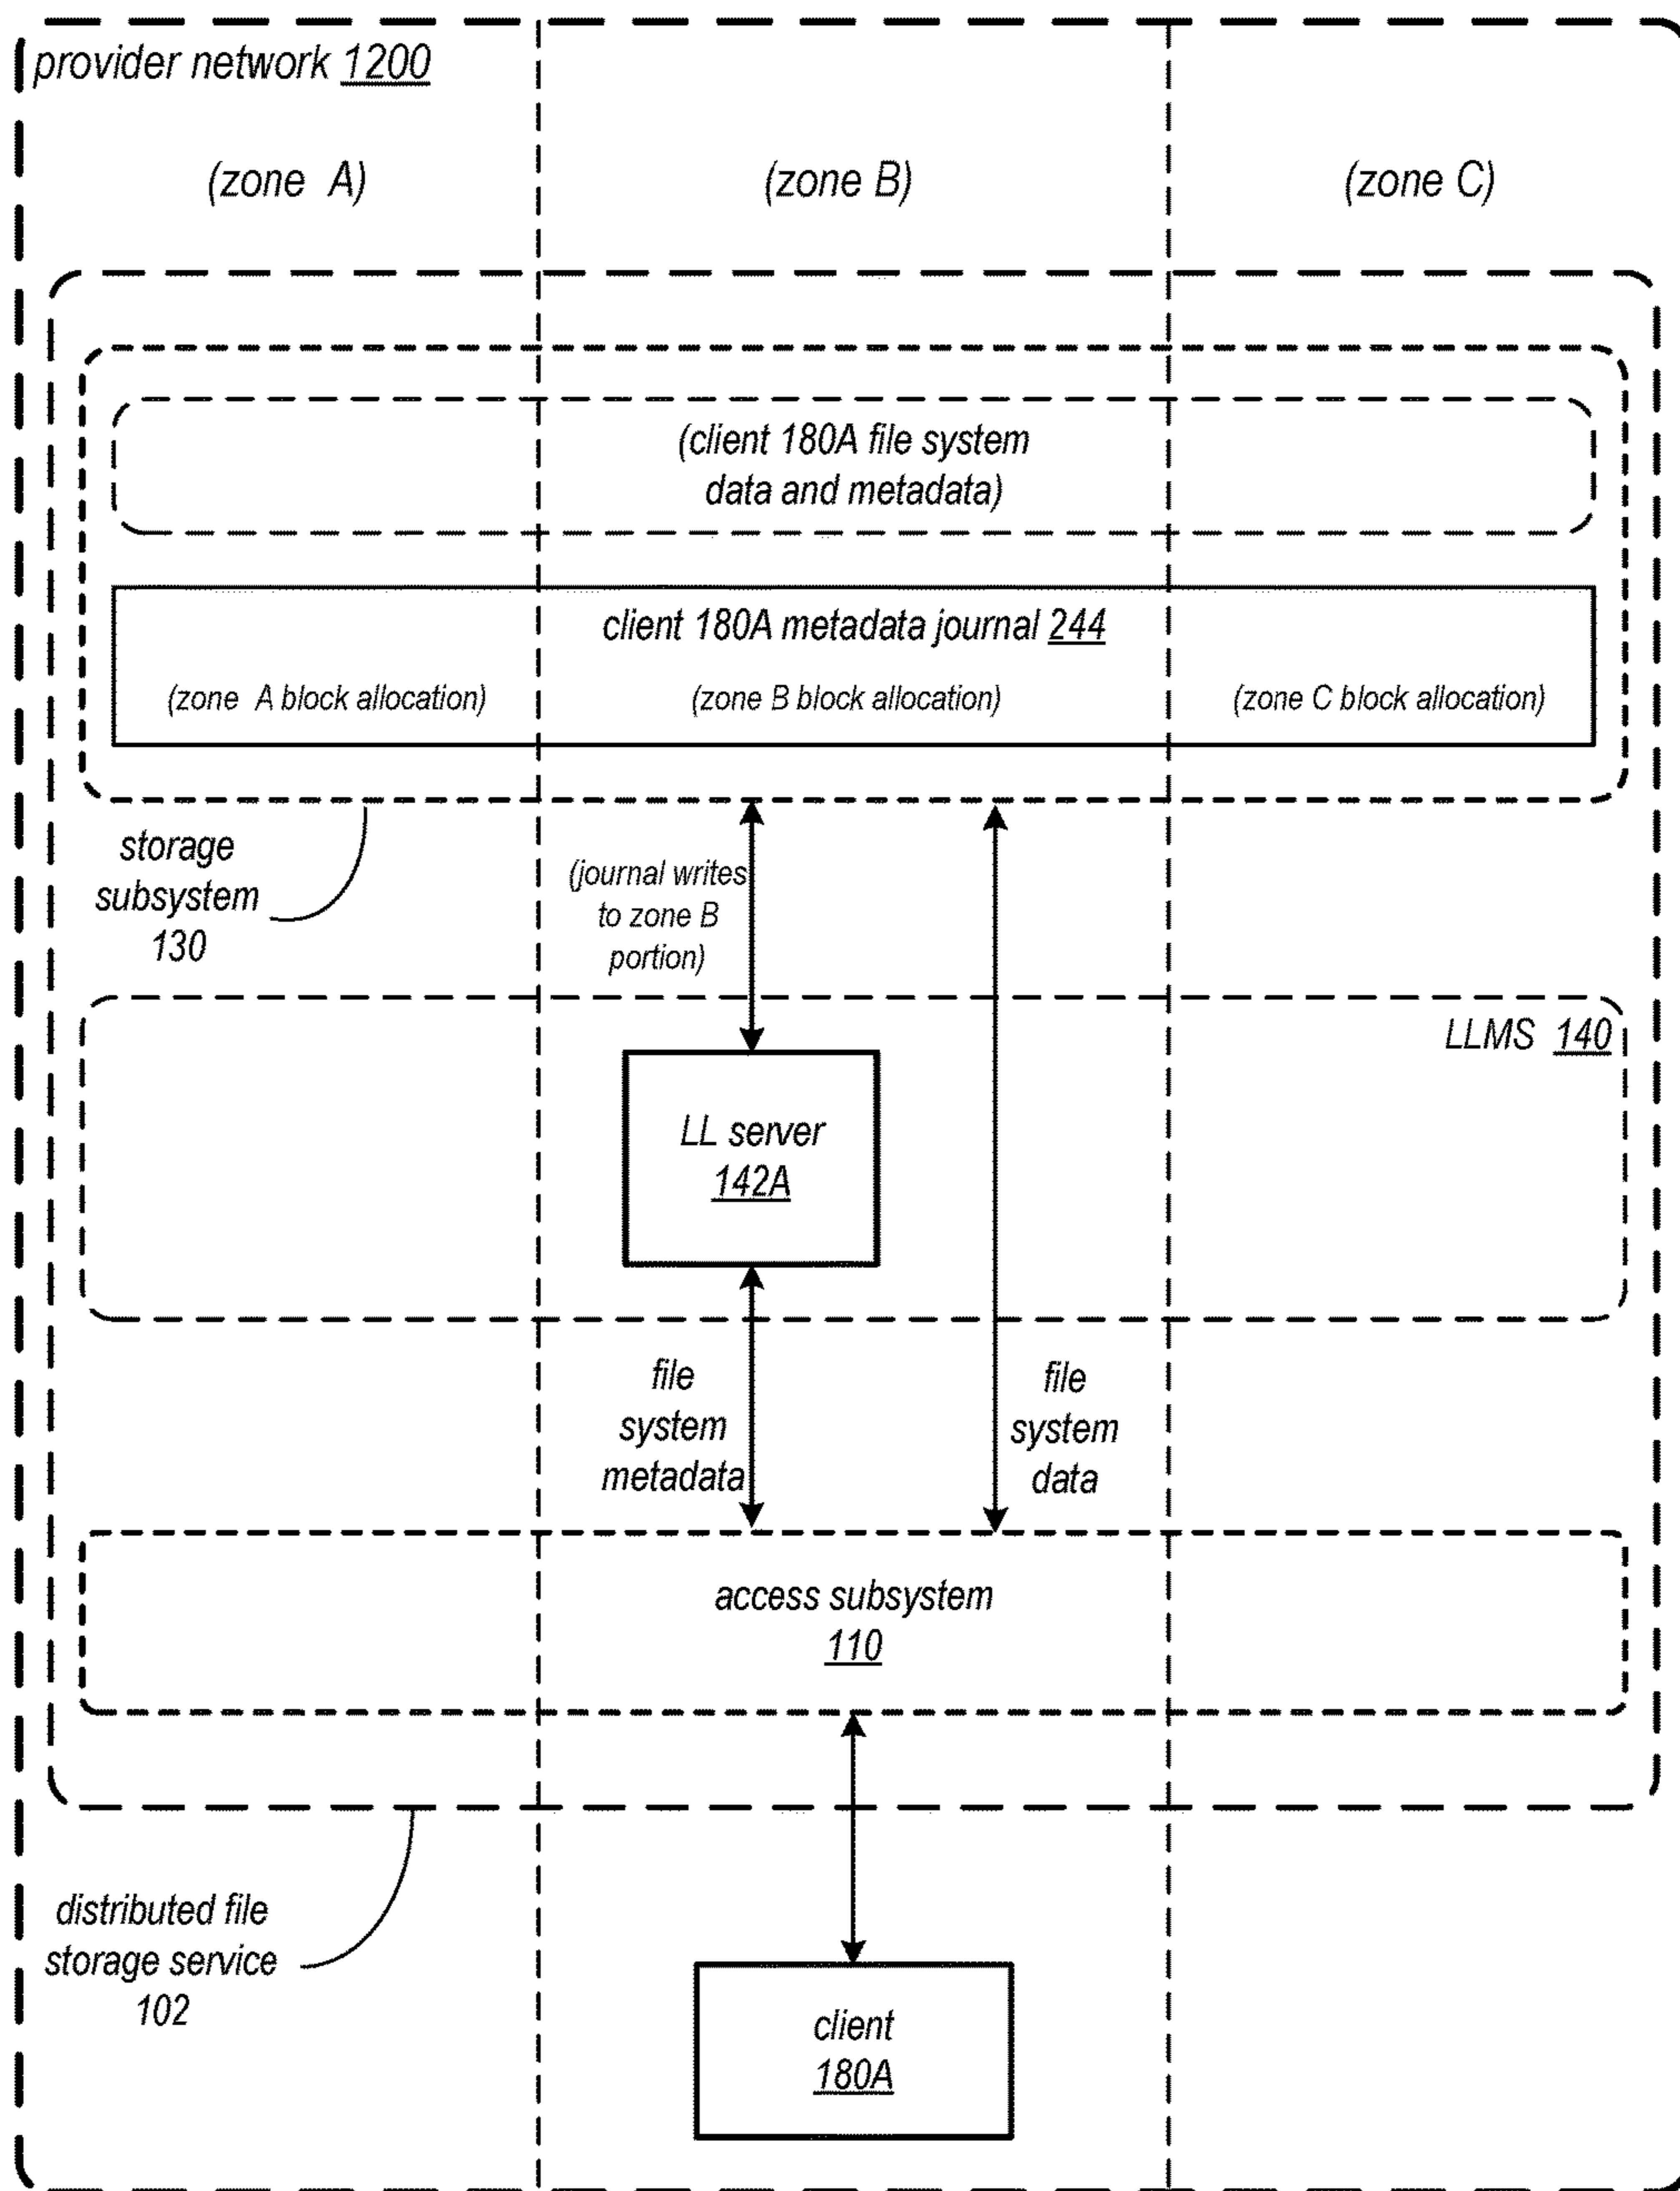 provider network 1200
(zone A)
(zone B)
(zone C)
(client 180A file system
data and metadata)
client 180A metadata journal 244
(zone A block allocation)
(zone B block allocation)
(zone C block allocation)
storage
subsystem
130
(journal writes
to zone B
portion)
LLMS 140
LL server
142A
file
system
metadata
file
system
data
access subsystem
110
distributed file
storage service
102
client
180A